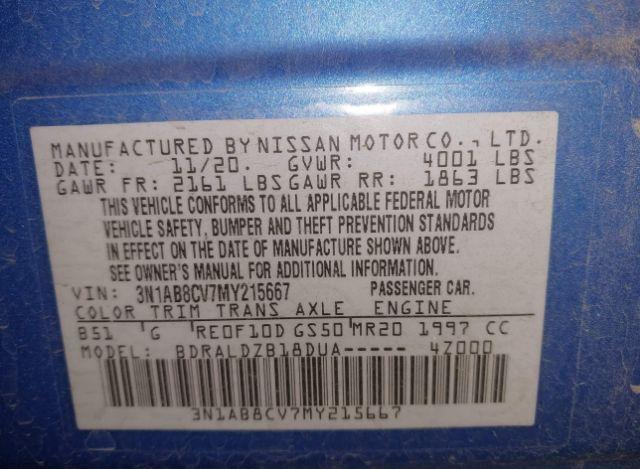 MANUFACTURED BY NISSAN MOTOR CO., LTD.
DATE: 11/20. GVWR: 4001 LBS
GAWR FR: 2161 LBS GAWR RR: 1863 LBS
THIS VEHICLE CONFORMS TO ALL APPLICABLE FEDERAL MOTOR
VEHICLE SAFETY, BUMPER AND THEFT PREVENTION STANDARDS
IN EFFECT ON THE DATE OF MANUFACTURE SHOWN ABOVE.
SEE OWNER'S MANUAL FOR ADDITIONAL INFORMATION.
VIN: 3N1AB8CV7MY215667 PASSENGER CAR.
COLOR TRIM TRANS AXLE ENGINE
B51 G RE0F10D GS50 MR20 1997 CC
MODEL: BDRALDZB18DUA----- 4Z000
3N1AB8CV7MY215667